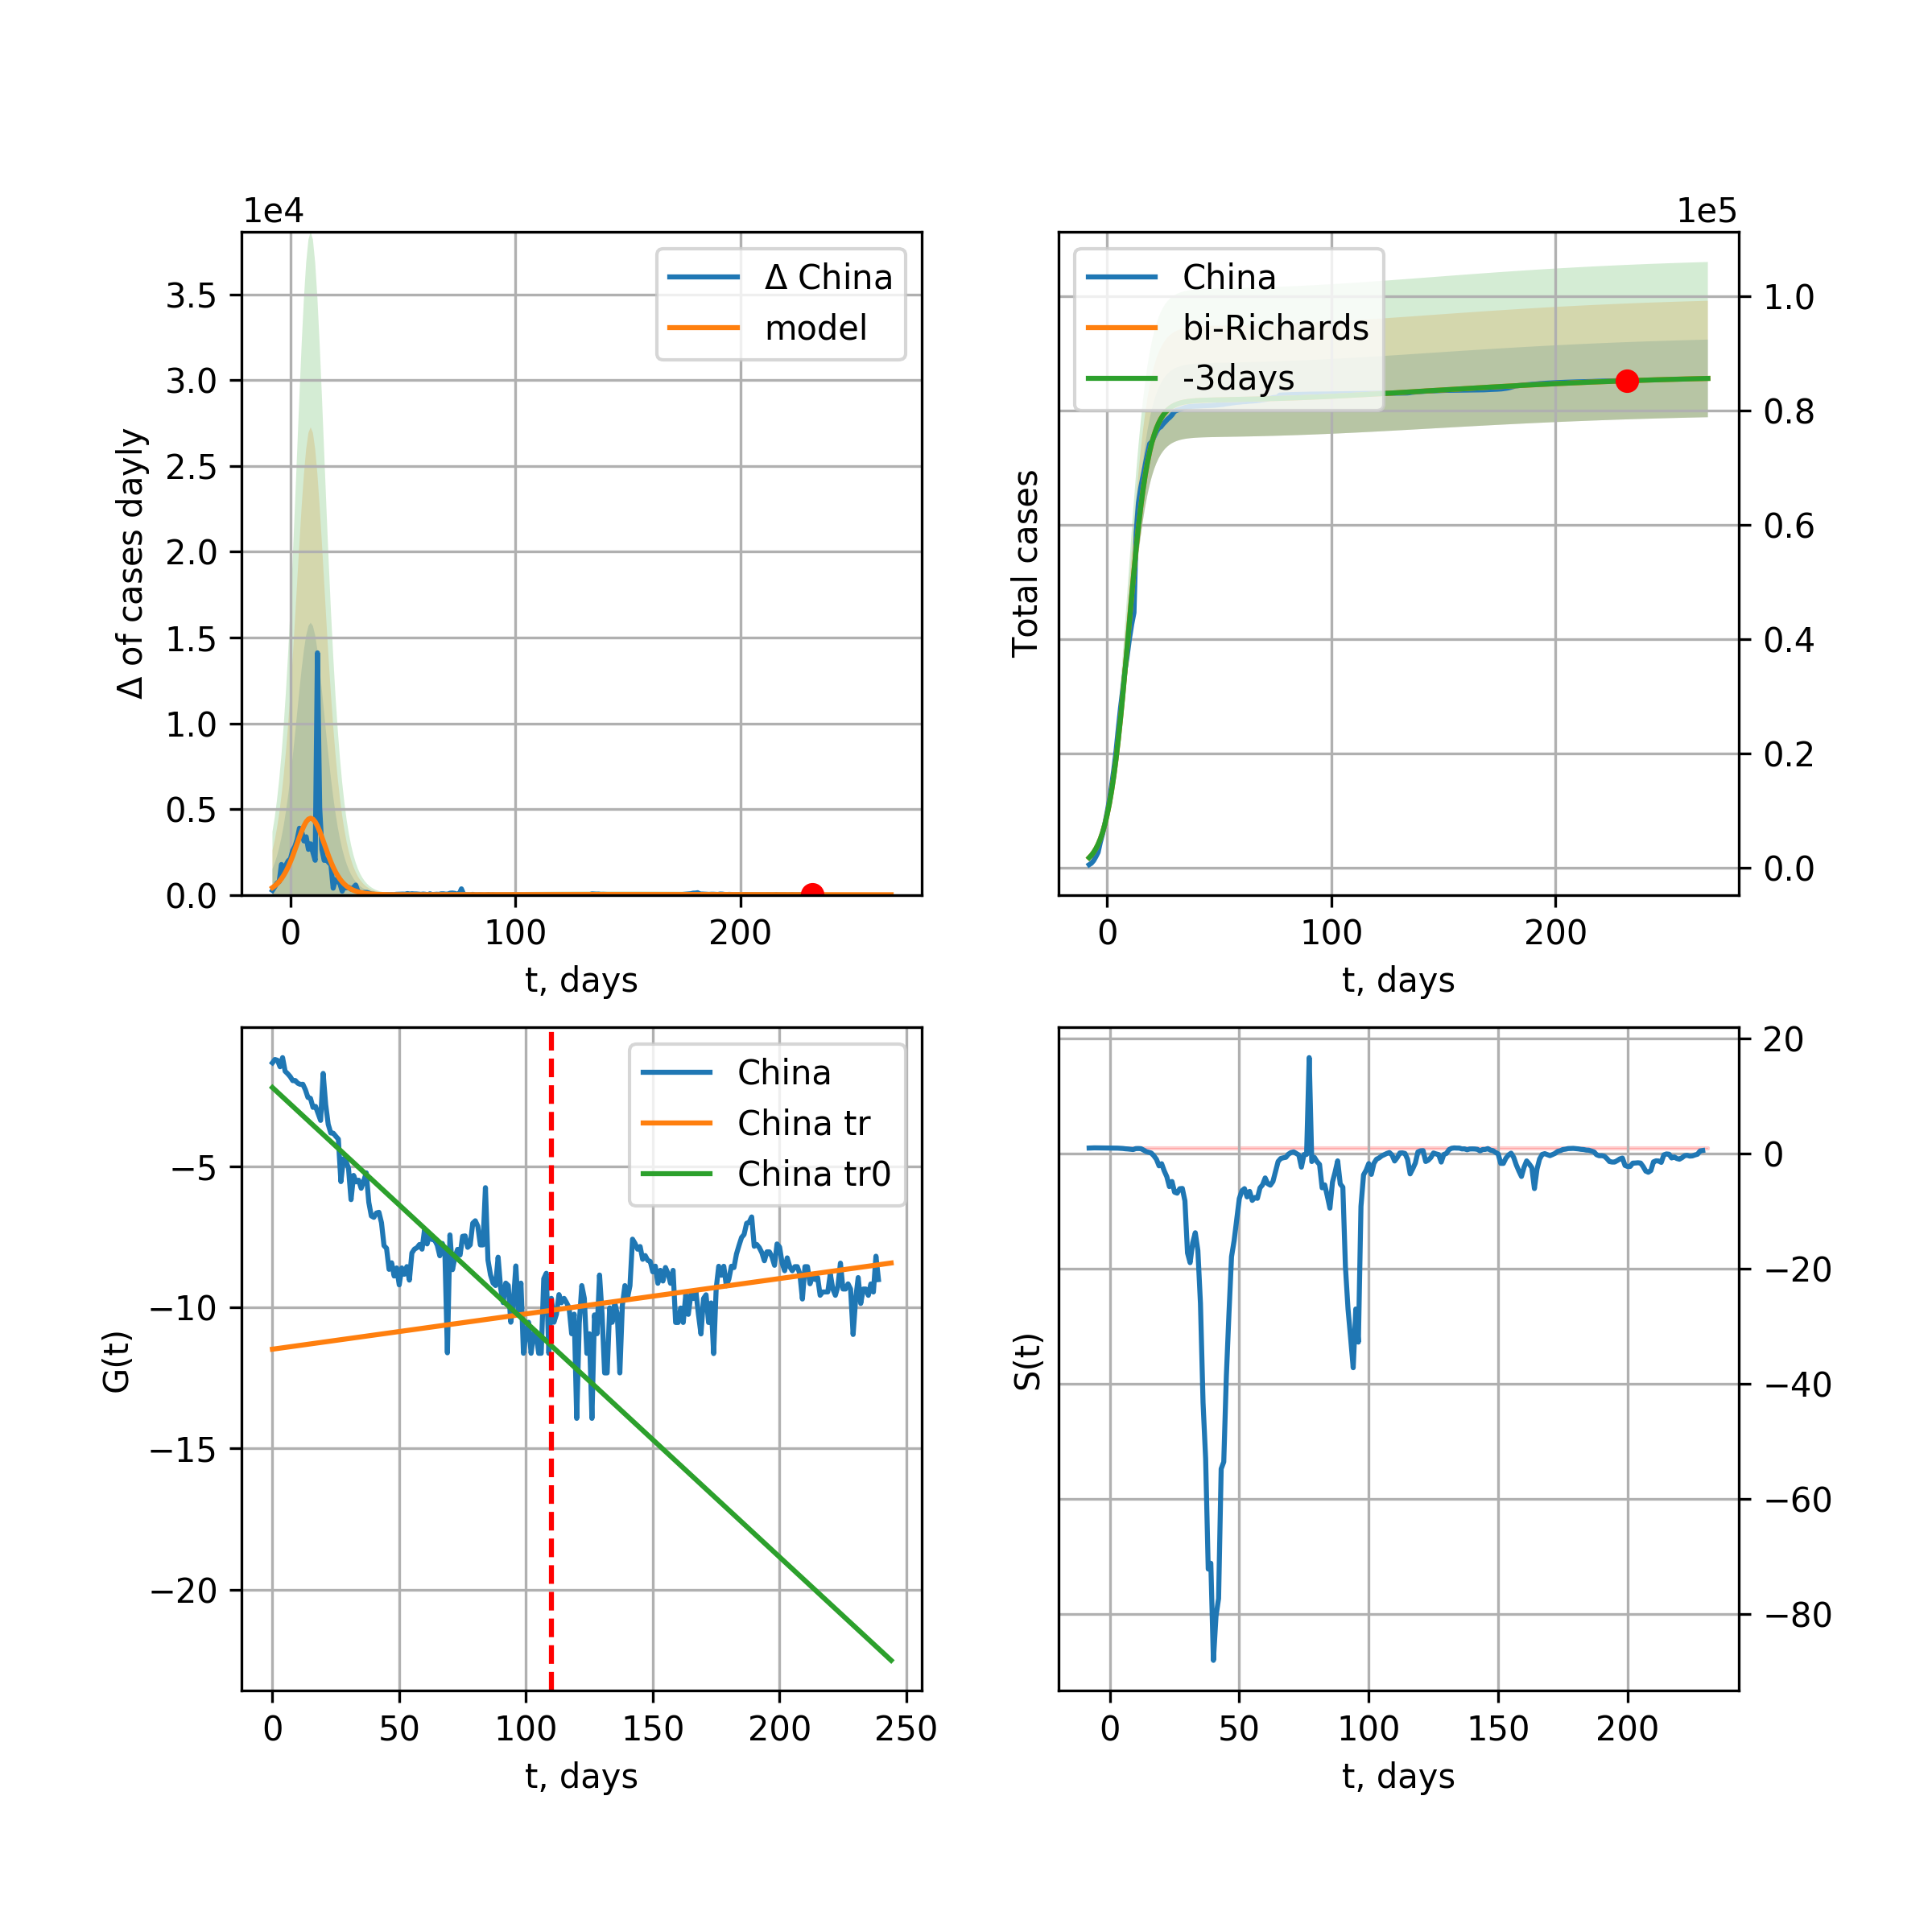 1e4
Δ China
model
3.5
3.0
2.5
2.0
1.5
1.0
0.5
0.0
Δ of cases dayly
0 100 200
t, days
1e5
China
bi-Richards
-3days
1.0
0.8
0.6
0.4
0.2
0.0
Total cases
0 100 200
t, days
China
China tr
China tr0
−5
−10
−15
−20
G(t)
0 50 100 150 200 250
t, days
20
0
−20
−40
−60
−80
S(t)
0 50 100 150 200
t, days